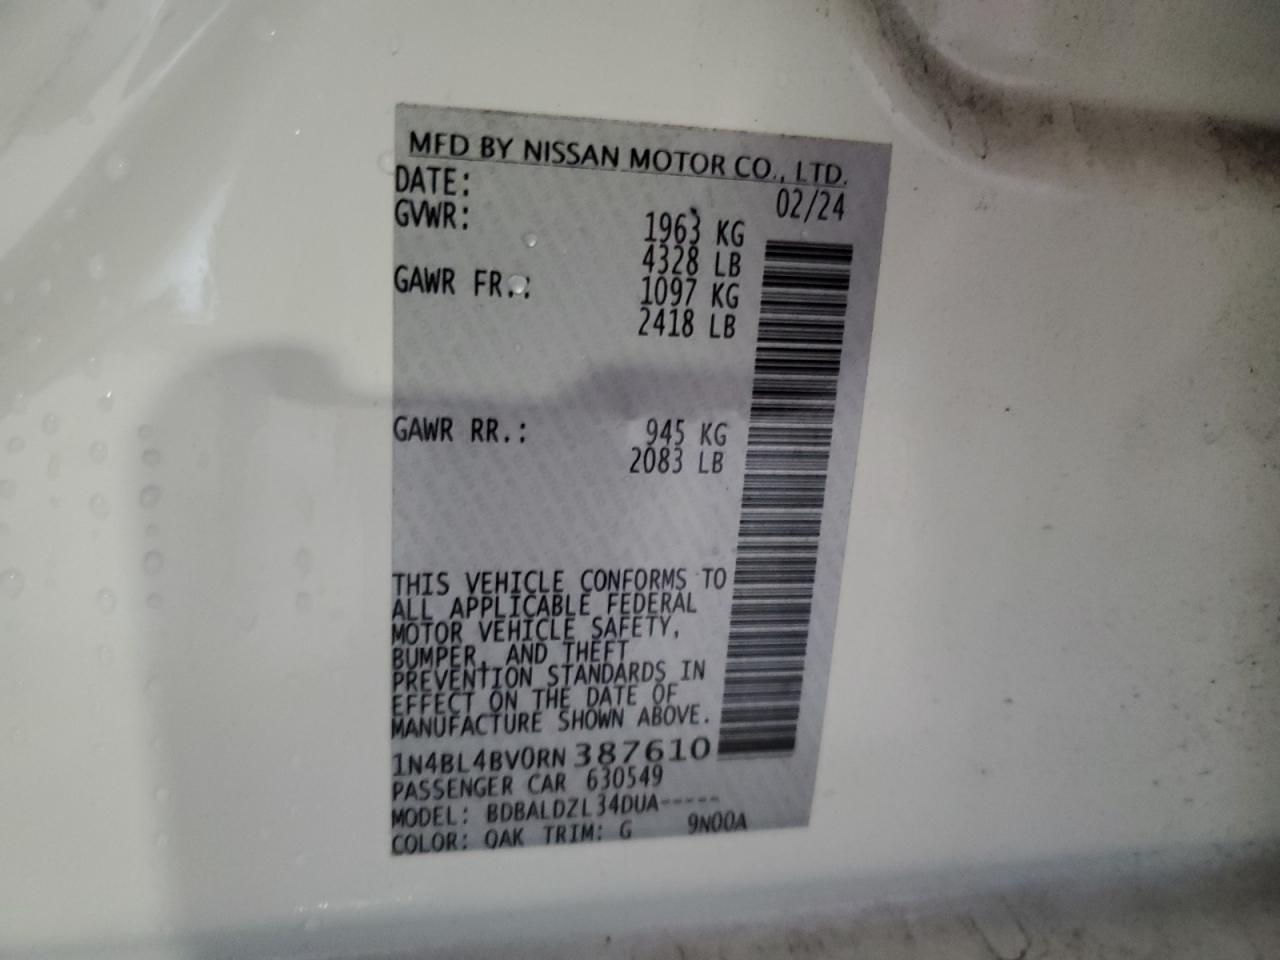 MFD BY NISSAN MOTOR CO., LTD.
DATE: 02/24
GVWR: 1963 KG
4328 LB
GAWR FR.: 1097 KG
2418 LB
GAWR RR.: 945 KG
2083 LB
THIS VEHICLE CONFORMS TO
ALL APPLICABLE FEDERAL
MOTOR VEHICLE SAFETY,
BUMPER, AND THEFT
PREVENTION STANDARDS IN
EFFECT ON THE DATE OF
MANUFACTURE SHOWN ABOVE.
1N4BL4BV0RN387610
PASSENGER CAR 630549
MODEL: BDBALDZL34DUA-----
COLOR: QAK TRIM: G 9N00A